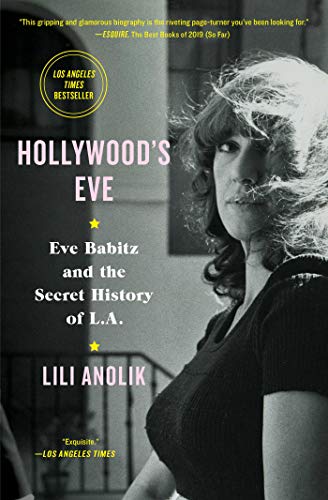 "This gripping and glamorous biography is the riveting page-turner you've been looking for."
—ESQUIRE, The Best Books of 2019 (So Far)
LOS ANGELES
TIMES
BESTSELLER
HOLLYWOOD'S
EVE
Eve Babitz
and the
Secret History
of L.A.
LILI ANOLIK
"Exquisite."
—LOS ANGELES TIMES